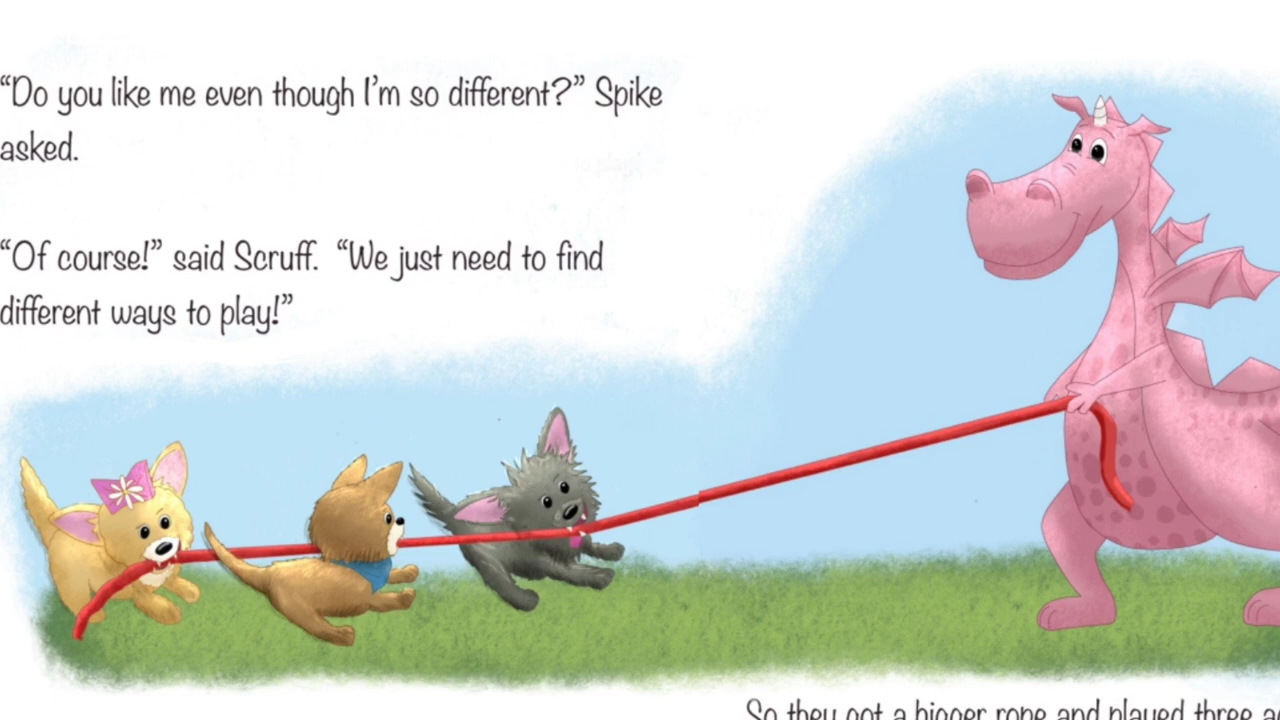 “Do you like me even though I’m so different?” Spike
asked.
“Of course!” said Scruff. “We just need to find
different ways to play!”
So they got a bigger rope and played three